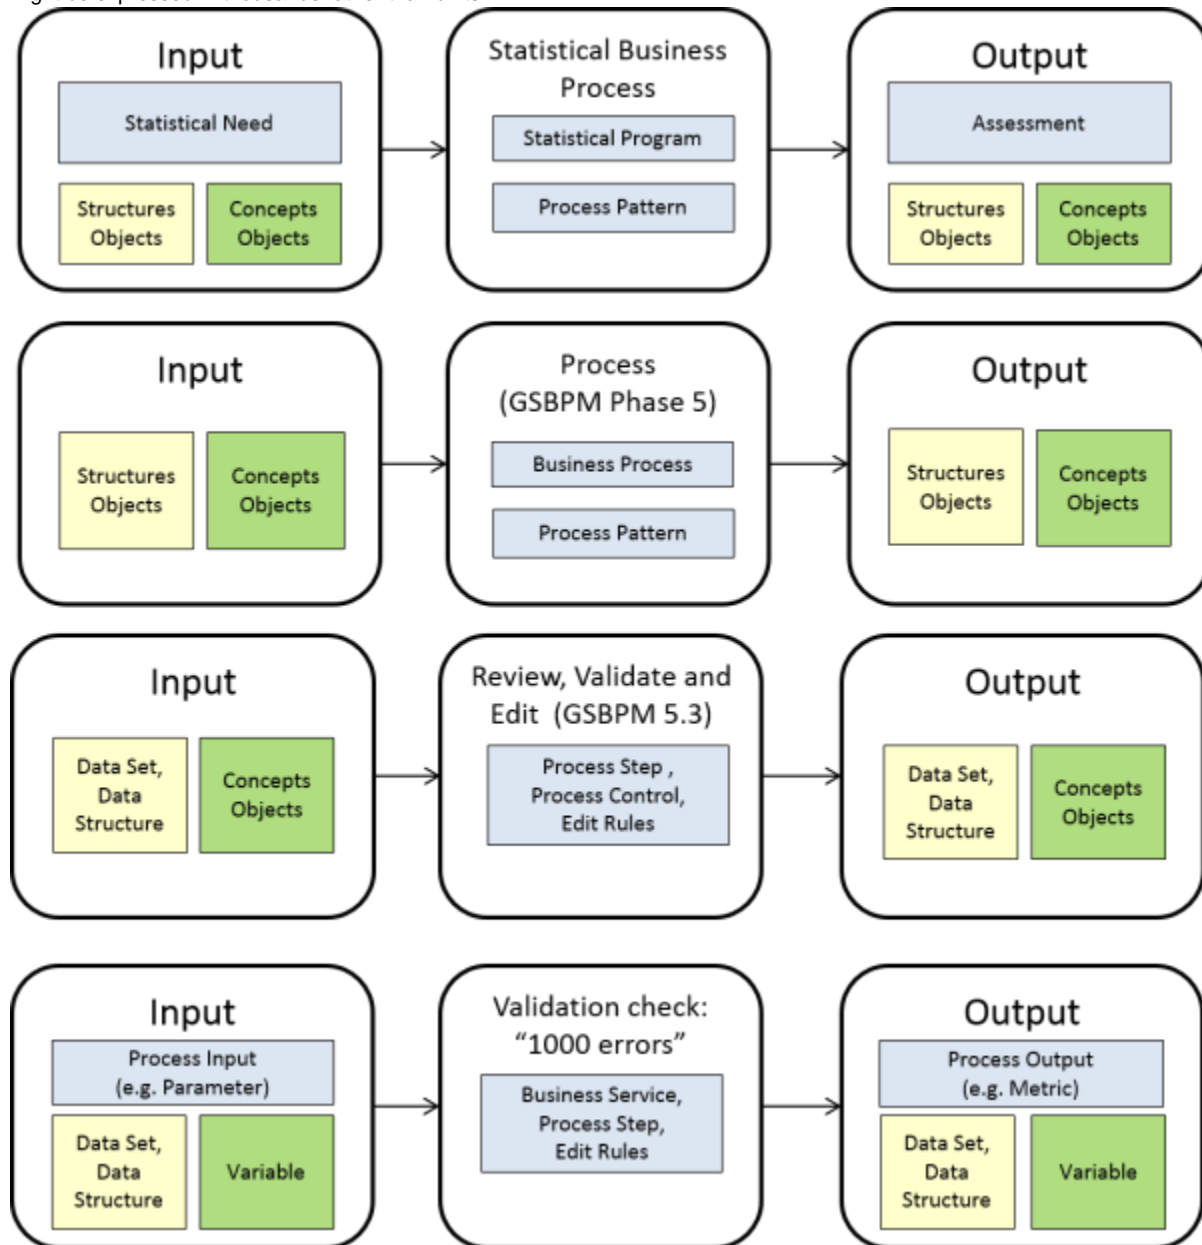 Input
Statistical Need
Structures
Objects
Concepts
Objects
Statistical Business
Process
Statistical Program
Process Pattern
Output
Assessment
Structures
Objects
Concepts
Objects
Input
Structures
Objects
Concepts
Objects
Process
(GSBPM Phase 5)
Business Process
Process Pattern
Output
Structures
Objects
Concepts
Objects
Input
Data Set,
Data
Structure
Concepts
Objects
Review, Validate and
Edit (GSBPM 5.3)
Process Step ,
Process Control,
Edit Rules
Output
Data Set,
Data
Structure
Concepts
Objects
Input
Process Input
(e.g. Parameter)
Data Set,
Data
Structure
Variable
Validation check:
“1000 errors”
Business Service,
Process Step,
Edit Rules
Output
Process Output
(e.g. Metric)
Data Set,
Data
Structure
Variable